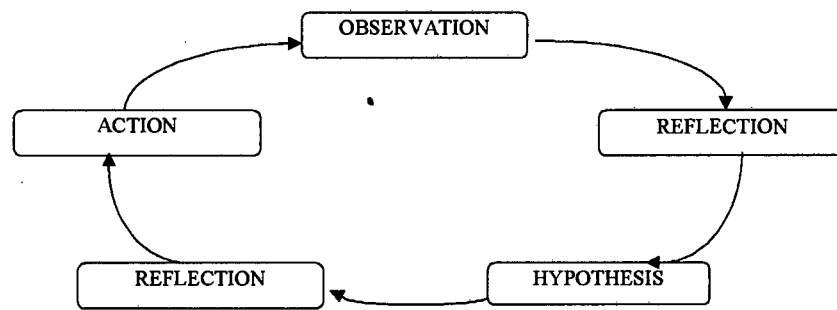 OBSERVATION
ACTION
REFLECTION
REFLECTION
HYPOTHESIS